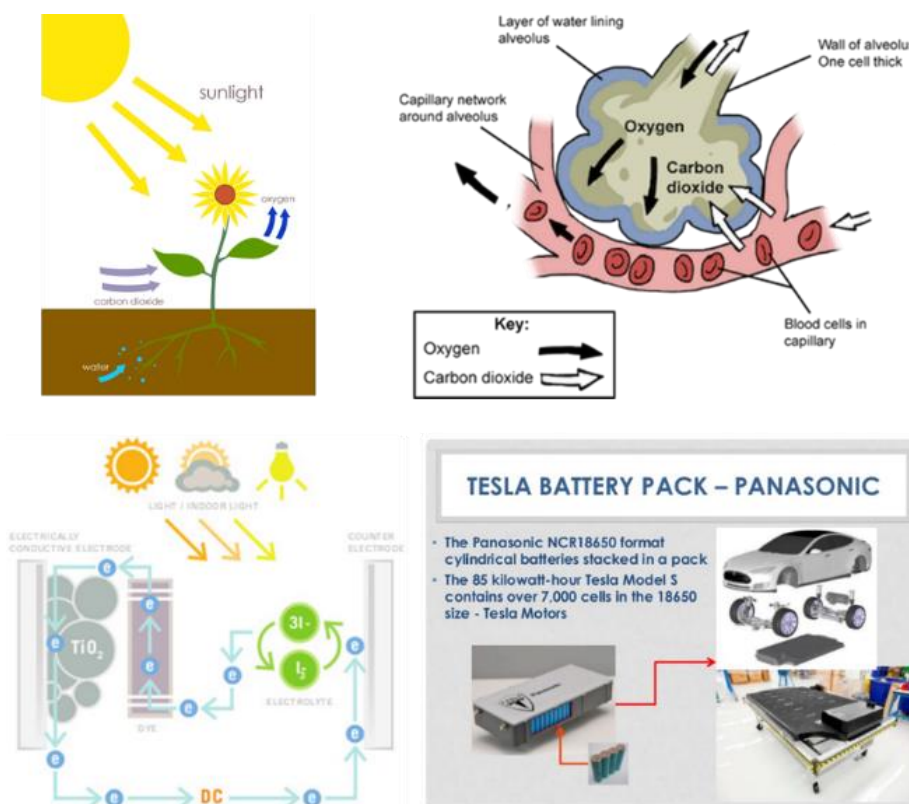 sunlight
oxygen
carbon dioxide
water
Layer of water lining
alveolus
Wall of alveolu
One cell thick
Capillary network
around alveolus
Oxygen
Carbon
dioxide
Key:
Oxygen
Carbon dioxide
Blood cells in
capillary
LIGHT / INDOOR LIGHT
ELECTRICALLY
CONDUCTIVE ELECTRODE
COUNTER
ELECTRODE
e
e
e
e
e
e
e
e
e
e
e
e
e
TiO2
3I-
I3-
ELECTROLYTE
DYE
DC
TESLA BATTERY PACK – PANASONIC
• The Panasonic NCR18650 format
cylindrical batteries stacked in a pack
• The 85 kilowatt-hour Tesla Model S
contains over 7,000 cells in the 18650
size - Tesla Motors